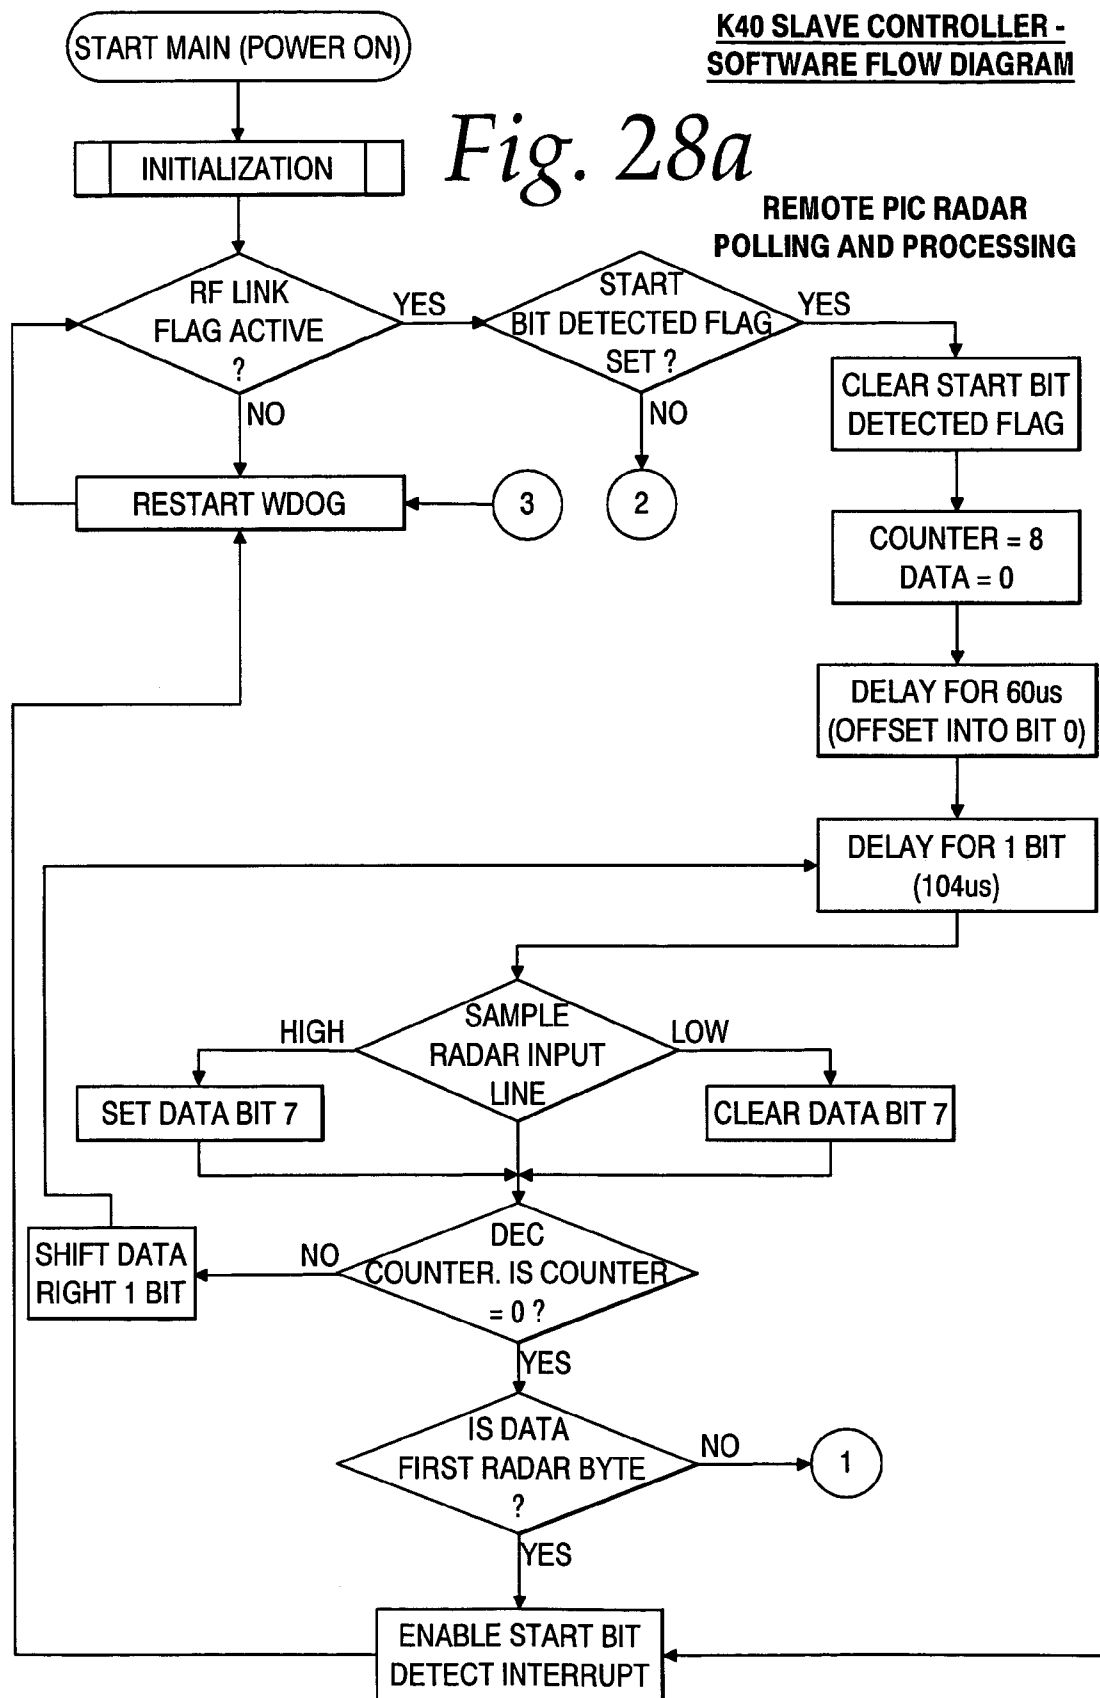 K40 SLAVE CONTROLLER -
SOFTWARE FLOW DIAGRAM
START MAIN (POWER ON)
Fig. 28a
INITIALIZATION
REMOTE PIC RADAR
POLLING AND PROCESSING
RF LINK
FLAG ACTIVE
?
YES
NO
START
BIT DETECTED FLAG
SET ?
YES
NO
CLEAR START BIT
DETECTED FLAG
RESTART WDOG
3
2
COUNTER = 8
DATA = 0
DELAY FOR 60us
(OFFSET INTO BIT 0)
DELAY FOR 1 BIT
(104us)
SAMPLE
RADAR INPUT
LINE
HIGH
LOW
SET DATA BIT 7
CLEAR DATA BIT 7
DEC
COUNTER. IS COUNTER
= 0 ?
NO
SHIFT DATA
RIGHT 1 BIT
YES
IS DATA
FIRST RADAR BYTE
?
NO
1
YES
ENABLE START BIT
DETECT INTERRUPT